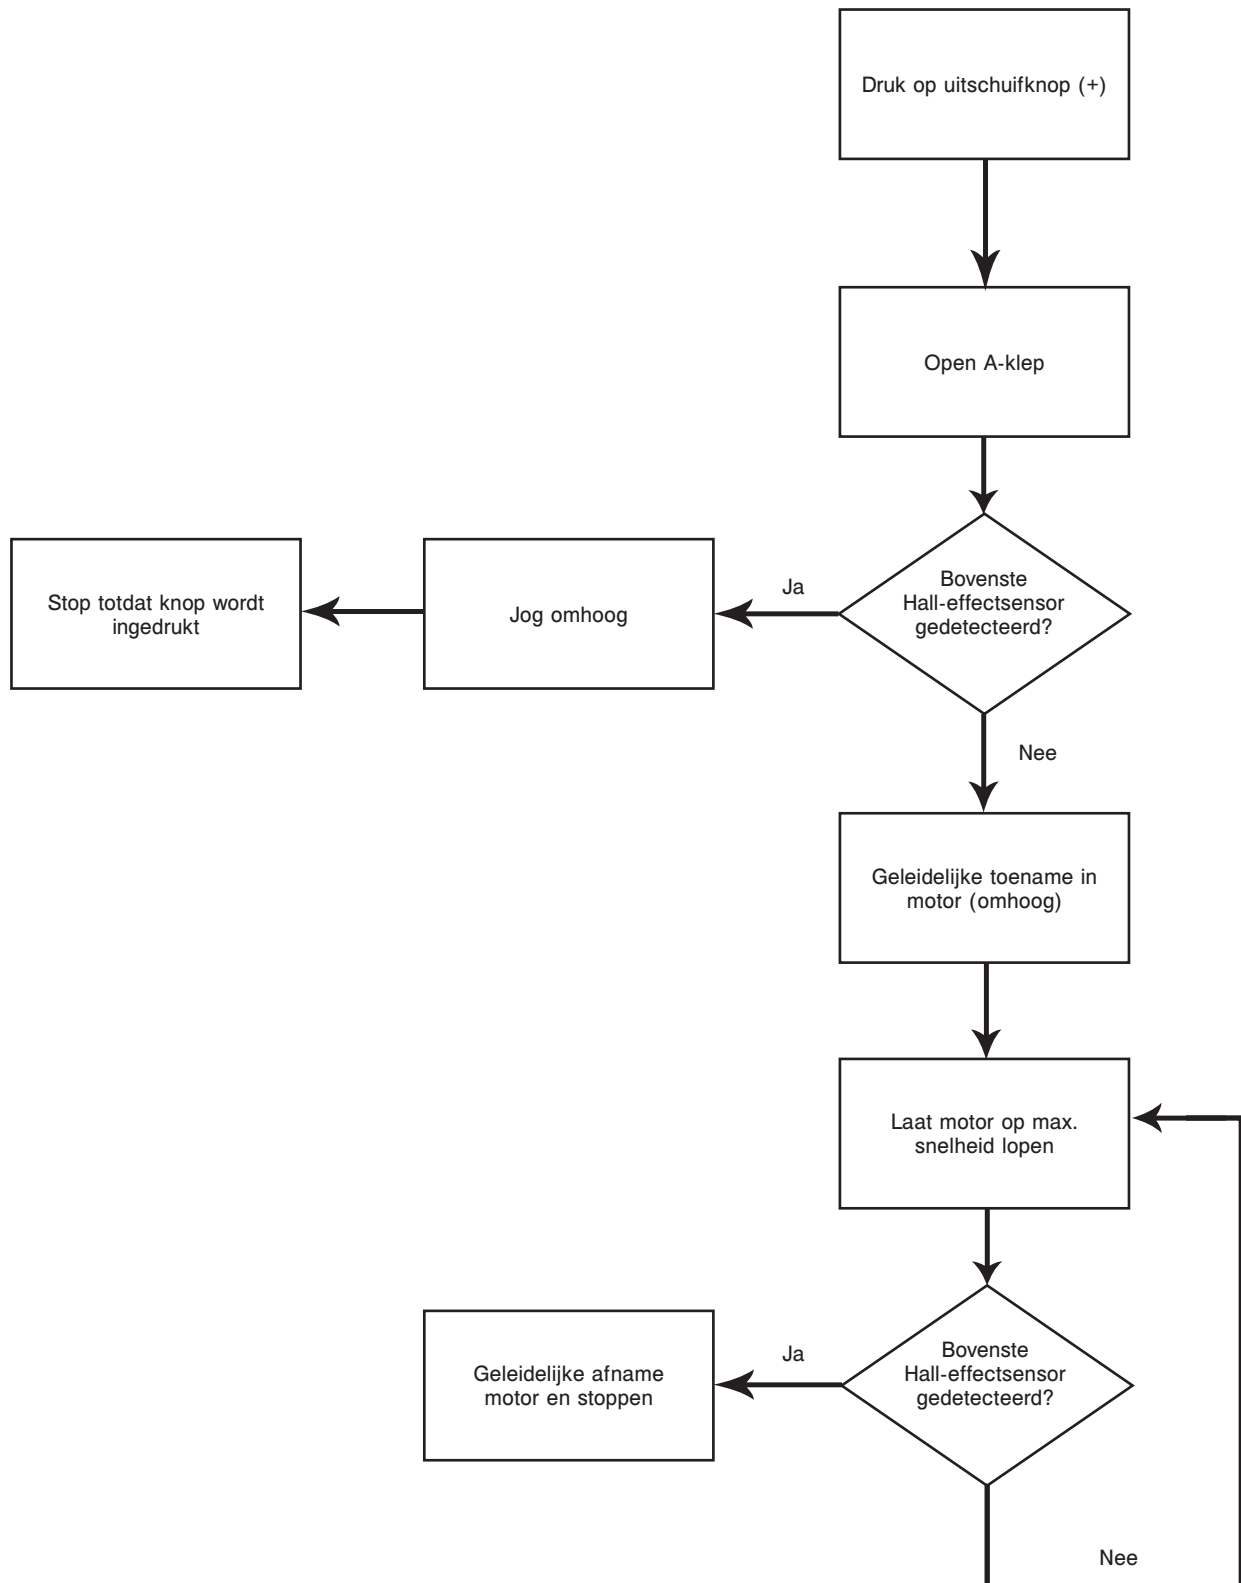 Druk op uitschuifknop (+)
Open A-klep
Bovenste
Hall-effectsensor
gedetecteerd?
Ja
Jog omhoog
Stop totdat knop wordt
ingedrukt
Nee
Geleidelijke toename in
motor (omhoog)
Laat motor op max.
snelheid lopen
Bovenste
Hall-effectsensor
gedetecteerd?
Ja
Geleidelijke afname
motor en stoppen
Nee